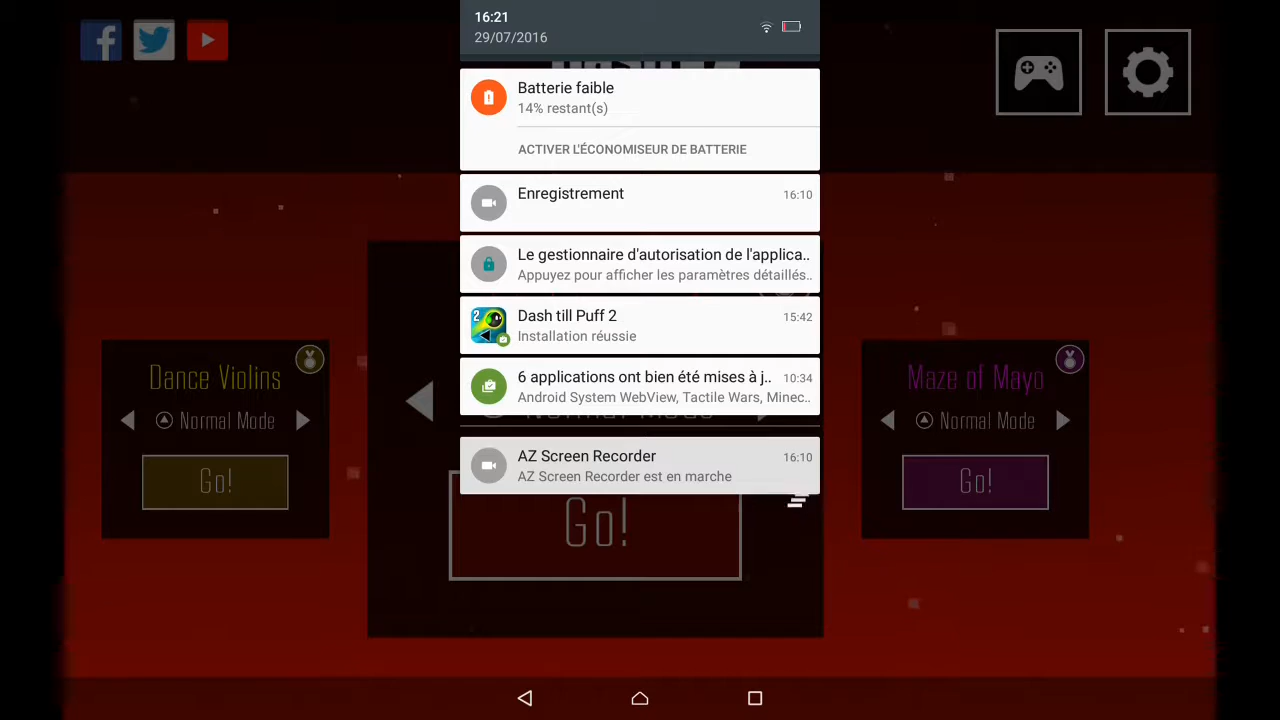 16:21
29/07/2016
Batterie faible
14% restant(s)
ACTIVER L'ÉCONOMISEUR DE BATTERIE
Enregistrement 16:10
Le gestionnaire d'autorisation de l'applica..
Appuyez pour afficher les paramètres détaillés..
Dash till Puff 2 15:42
Installation réussie
6 applications ont bien été mises à j.. 10:34
Android System WebView, Tactile Wars, Minec..
AZ Screen Recorder 16:10
AZ Screen Recorder est en marche
Dance Violins
Normal Mode
Go!
Normal Mode
Go!
Maze of Mayo
Normal Mode
Go!